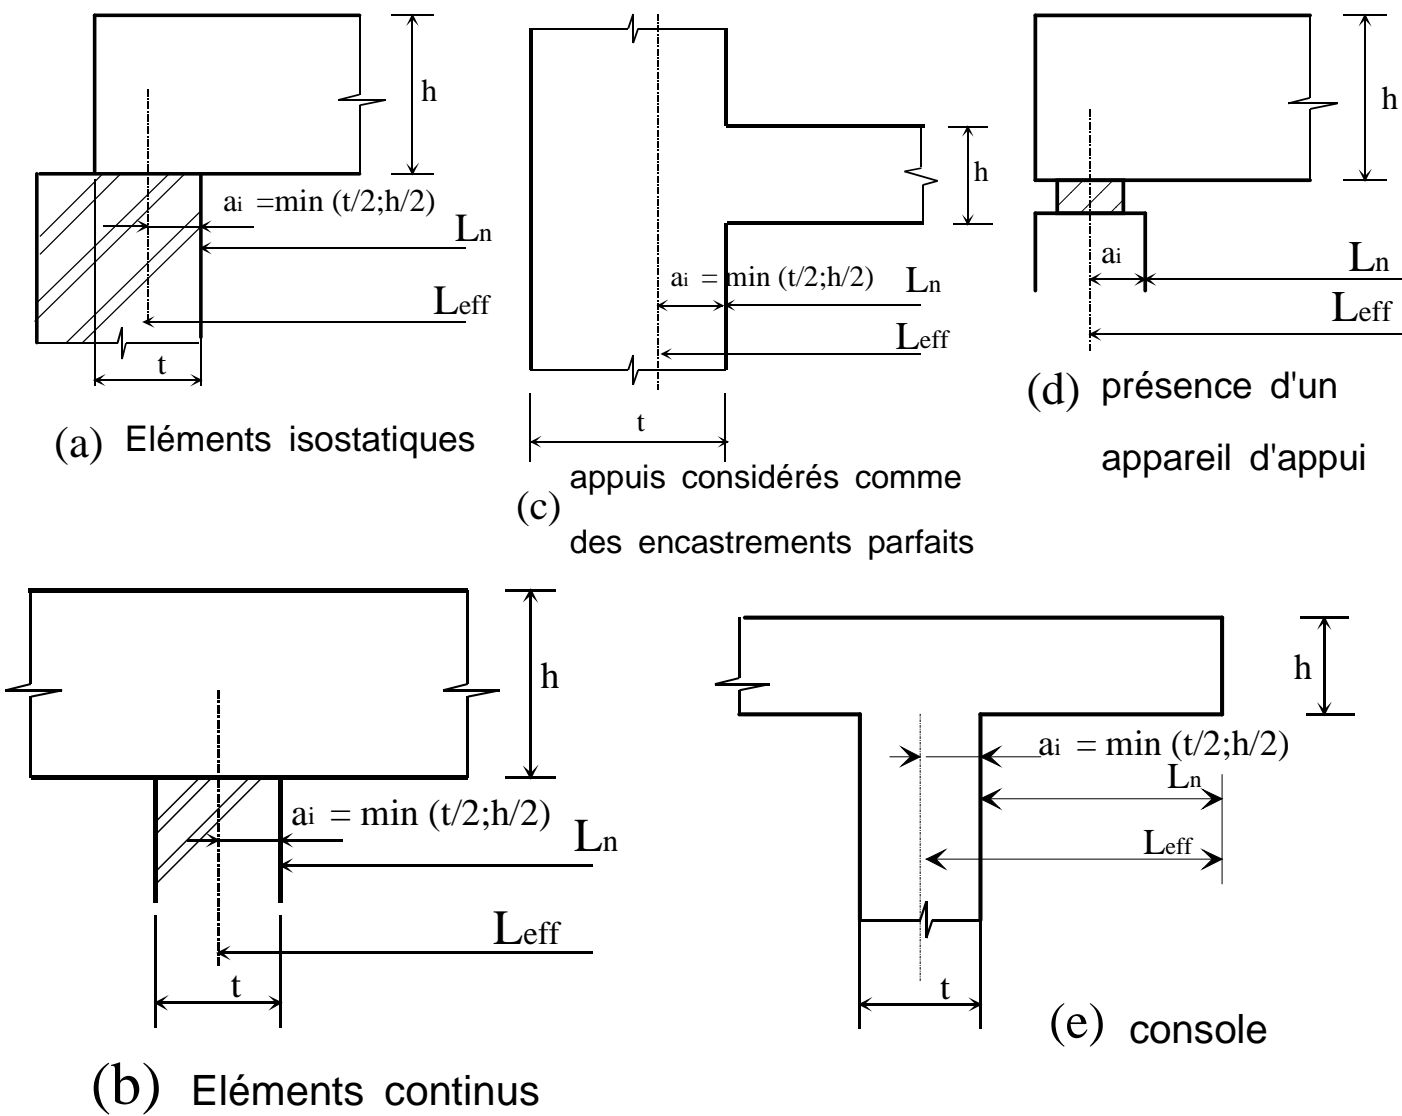 h
ai =min (t/2;h/2)
Ln
Leff
t
(a) Eléments isostatiques
h
ai = min (t/2;h/2)
Ln
Leff
t
(c) appuis considérés comme
des encastrements parfaits
h
ai
Ln
Leff
(d) présence d'un
appareil d'appui
h
ai = min (t/2;h/2)
Ln
Leff
t
(b) Eléments continus
h
ai = min (t/2;h/2)
Ln
Leff
t
(e) console